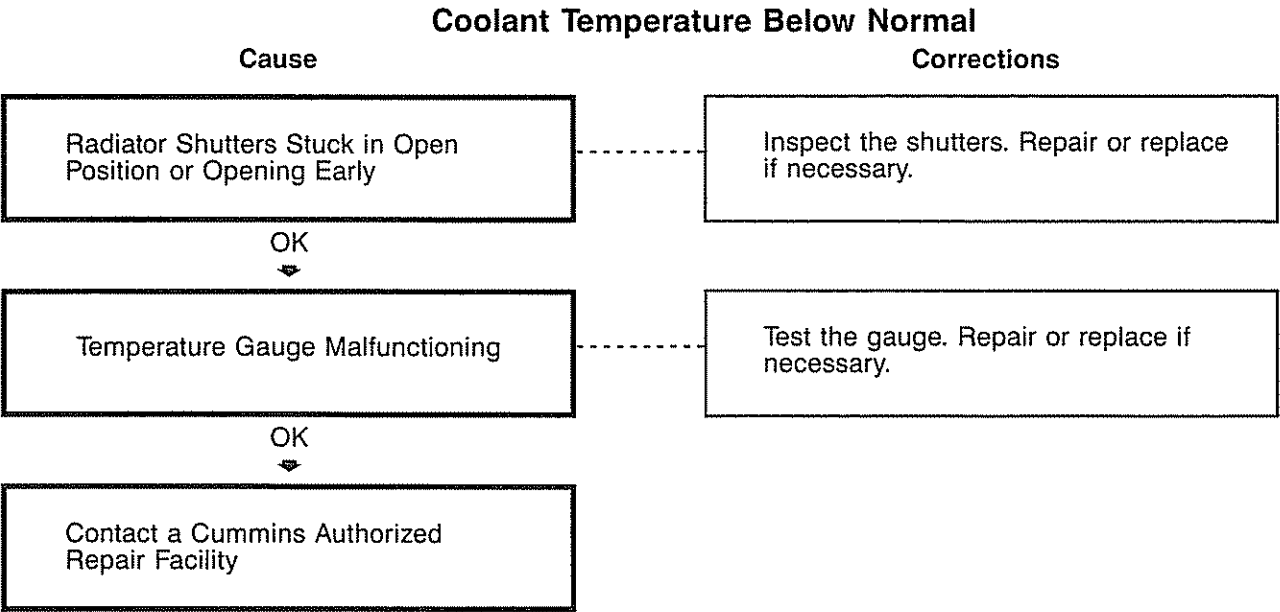 Coolant Temperature Below Normal
Cause
Corrections
Radiator Shutters Stuck in Open
Position or Opening Early
Inspect the shutters. Repair or replace
if necessary.
OK
Temperature Gauge Malfunctioning
Test the gauge. Repair or replace if
necessary.
OK
Contact a Cummins Authorized
Repair Facility